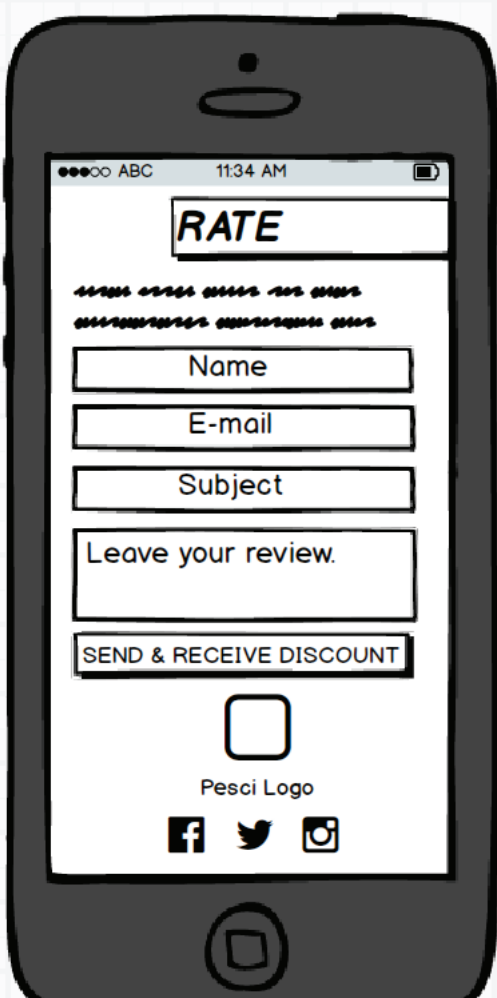 ABC 11:34 AM
RATE
Name
E-mail
Subject
Leave your review.
SEND & RECEIVE DISCOUNT
Pesci Logo